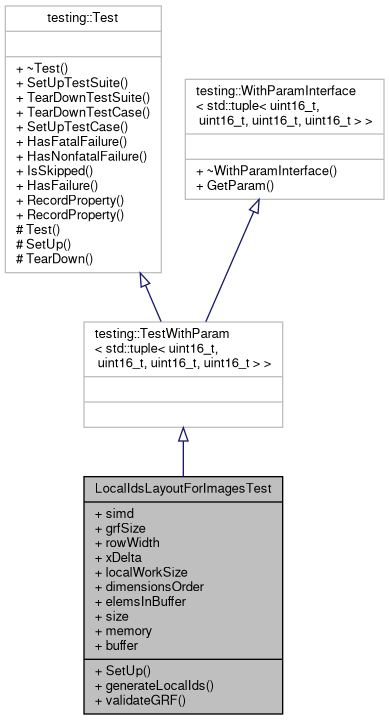 testing::Test
+ ~Test()
+ SetUpTestSuite()
+ TearDownTestSuite()
+ TearDownTestCase()
+ SetUpTestCase()
+ HasFatalFailure()
+ HasNonfatalFailure()
+ IsSkipped()
+ HasFailure()
+ RecordProperty()
+ RecordProperty()
# Test()
# SetUp()
# TearDown()
testing::WithParamInterface
< std::tuple< uint16_t,
uint16_t, uint16_t, uint16_t > >
+ ~WithParamInterface()
+ GetParam()
testing::TestWithParam
< std::tuple< uint16_t,
uint16_t, uint16_t, uint16_t > >
LocalIdsLayoutForImagesTest
+ simd
+ grfSize
+ rowWidth
+ xDelta
+ localWorkSize
+ dimensionsOrder
+ elemsInBuffer
+ size
+ memory
+ buffer
+ SetUp()
+ generateLocalIds()
+ validateGRF()